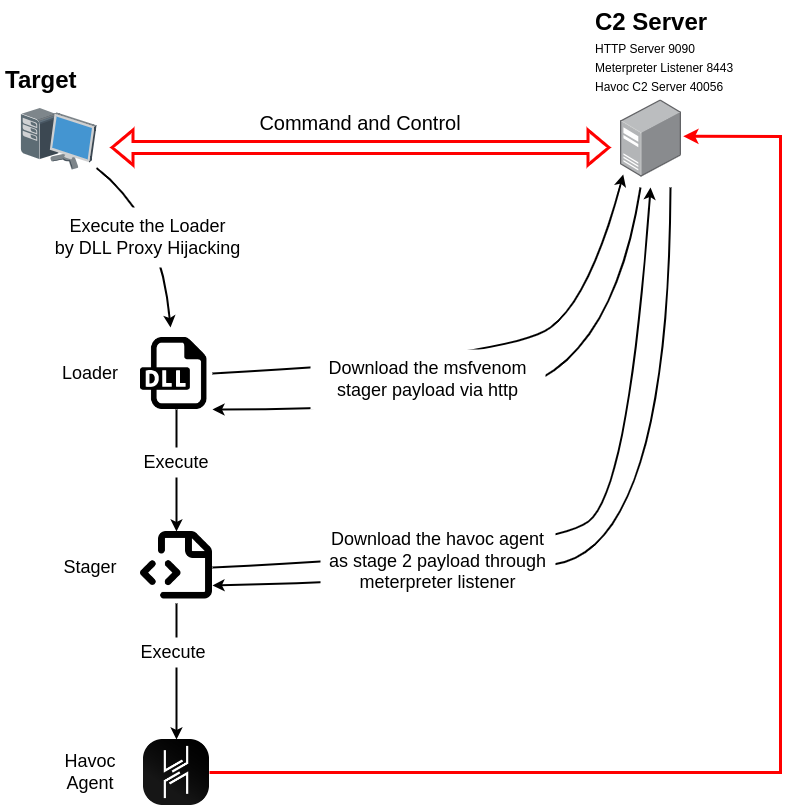 C2 Server
HTTP Server 9090
Meterpreter Listener 8443
Havoc C2 Server 40056
Target
Command and Control
Execute the Loader
by DLL Proxy Hijacking
Loader
DLL
Download the msfvenom
stager payload via http
Execute
Stager
Download the havoc agent
as stage 2 payload through
meterpreter listener
Execute
Havoc
Agent